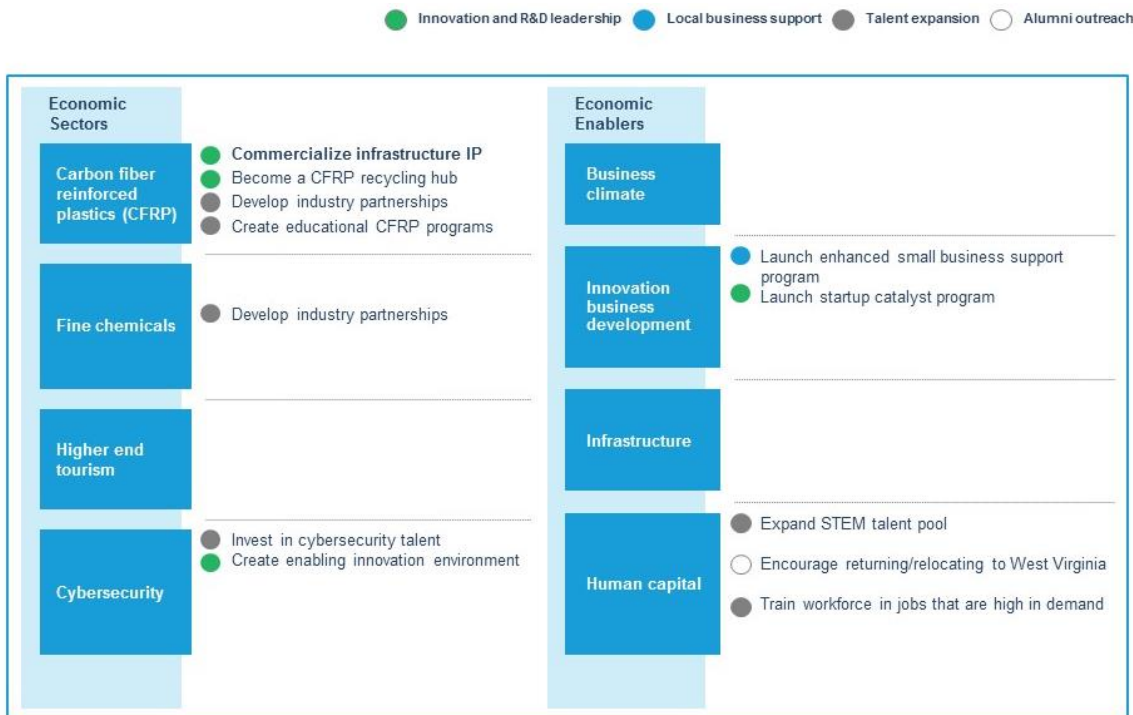 Innovation and R&D leadership
Local business support
Talent expansion
Alumni outreach
Economic
Sectors
Carbon fiber
reinforced
plastics (CFRP)
Commercialize infrastructure IP
Become a CFRP recycling hub
Develop industry partnerships
Create educational CFRP programs
Fine chemicals
Develop industry partnerships
Higher end
tourism
Cybersecurity
Invest in cybersecurity talent
Create enabling innovation environment
Economic
Enablers
Business
climate
Innovation
business
development
Launch enhanced small business support
program
Launch startup catalyst program
Infrastructure
Human capital
Expand STEM talent pool
Encourage returning/relocating to West Virginia
Train workforce in jobs that are high in demand